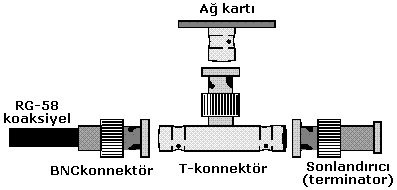 Ağ kartı
RG-58
koaksiyel
BNCkonnektör
T-konnektör
Sonlandırıcı
(terminator)